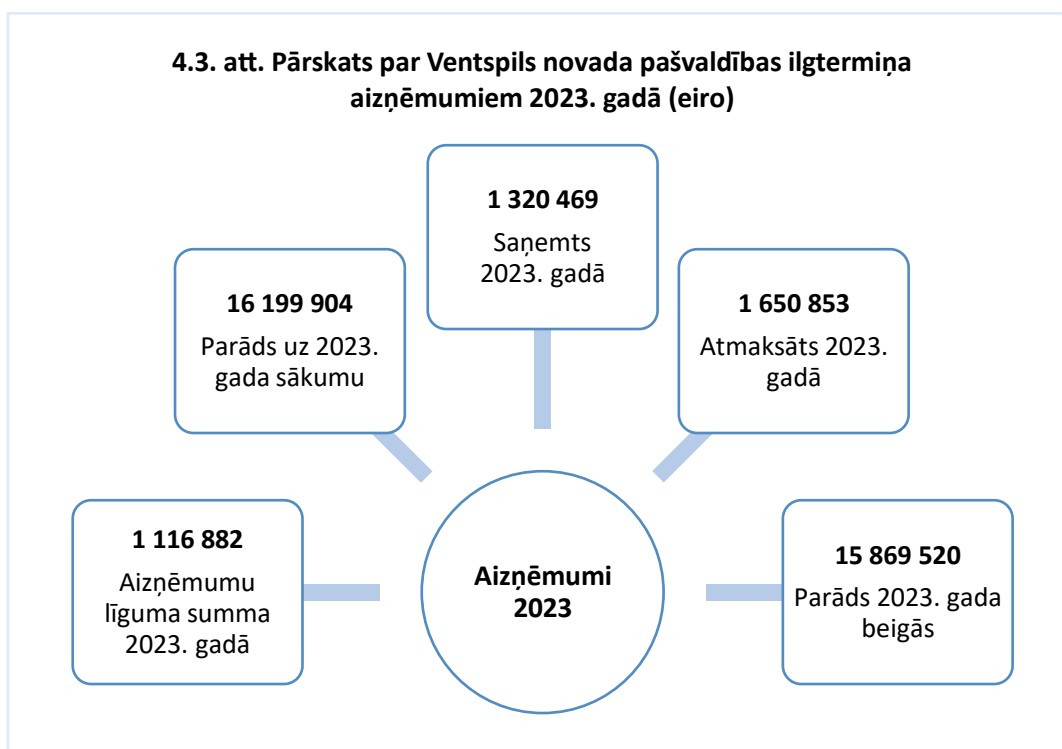 4.3. att. Pārskats par Ventspils novada pašvaldības ilgtermiņa
aizņēmumiem 2023. gadā (eiro)
1 116 882
Aizņēmumu
līguma summa
2023. gadā
16 199 904
Parāds uz 2023.
gada sākumu
1 320 469
Saņemts
2023. gadā
1 650 853
Atmaksāts 2023.
gadā
15 869 520
Parāds 2023. gada
beigās
Aizņēmumi
2023